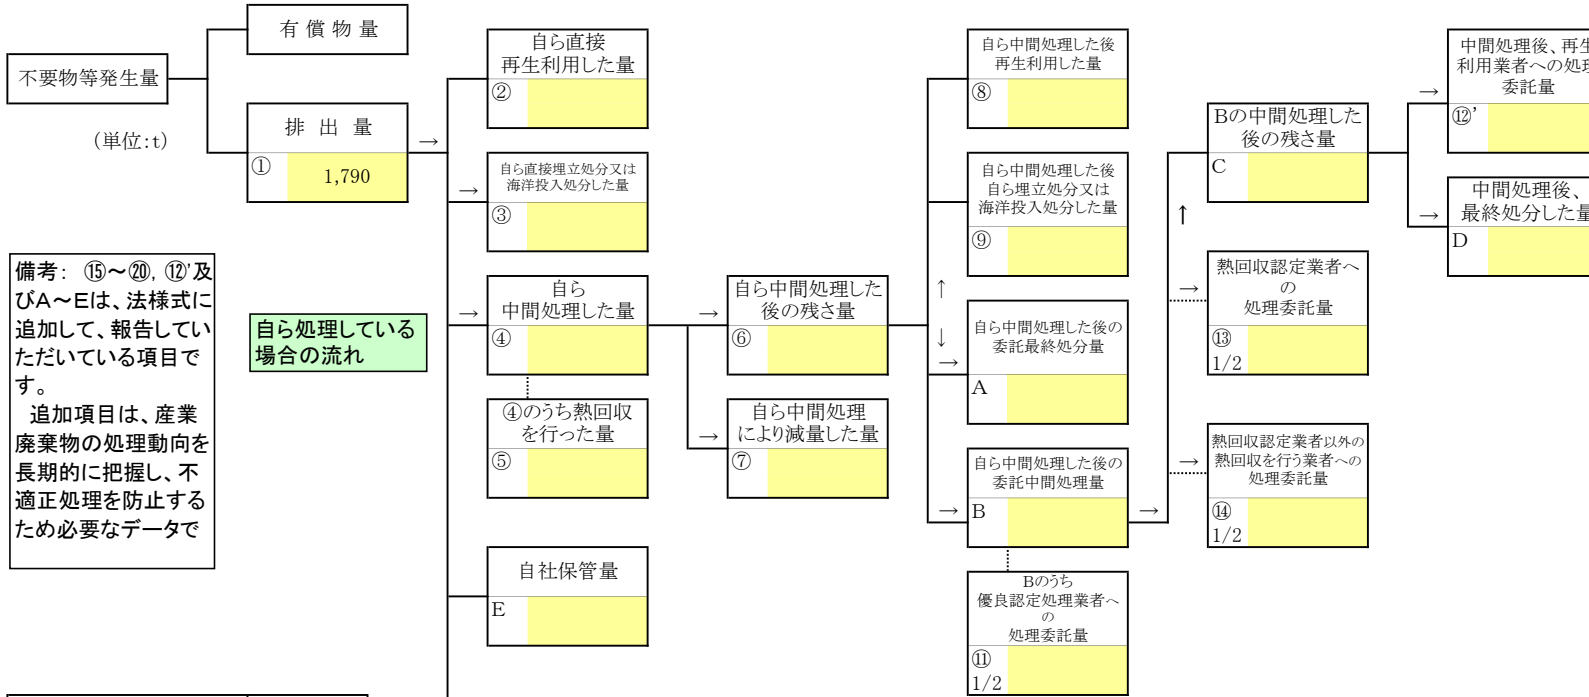 不要物等発生量
(単位:t)
有 償 物 量
排 出 量
①
1,790
→
備考: ⑮~⑳, ⑫'及
びA~Eは、法様式に
追加して、報告してい
ただいている項目で
す。
追加項目は、産業
廃棄物の処理動向を
長期的に把握し、不
適正処理を防止する
ため必要なデータで
自ら処理している
場合の流れ
自ら直接
再生利用した量
②
→
自ら直接埋立処分又は
海洋投入処分した量
③
→
自ら
中間処理した量
④
④のうち熱回収
を行った量
⑤
自社保管量
E
→
自ら中間処理した
後の残さ量
⑥
→
自ら中間処理
により減量した量
⑦
自ら中間処理した後
再生利用した量
⑧
自ら中間処理した後
自ら埋立処分又は
海洋投入処分した量
⑨
↑
↓
→
自ら中間処理した後の
委託最終処分量
A
→
自ら中間処理した後の
委託中間処理量
B
→
Bのうち
優良認定処理業者へ
の
処理委託量
⑪
1/2
Bの中間処理した
後の残さ量
C
↑
→
熱回収認定業者へ
の
処理委託量
⑬
1/2
→
熱回収認定業者以外の
熱回収を行う業者への
処理委託量
⑭
1/2
→
中間処理後、再生
利用業者への処理
委託量
⑫'
→
中間処理後、
最終処分した量
D